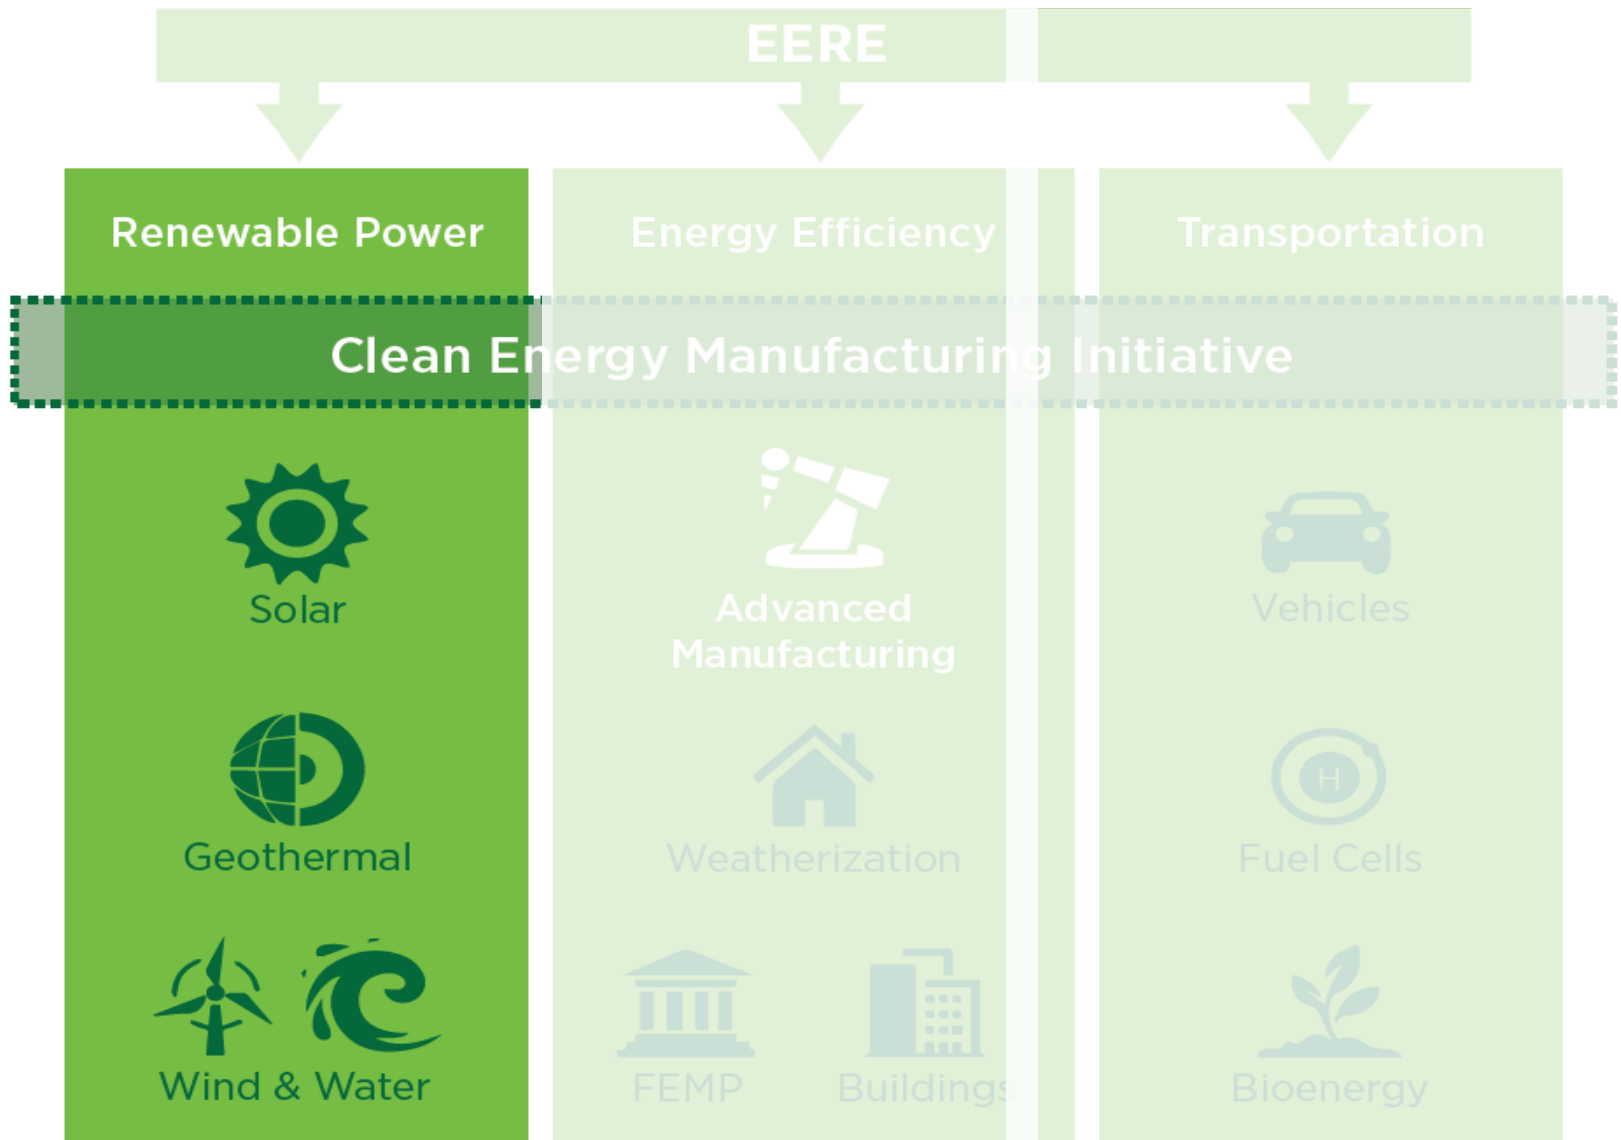 EERE
Renewable Power
Energy Efficiency
Transportation
Clean Energy Manufacturing Initiative
Solar
Advanced
Manufacturing
Vehicles
Geothermal
Weatherization
H
Fuel Cells
Wind & Water
FEMP
Buildings
Bioenergy